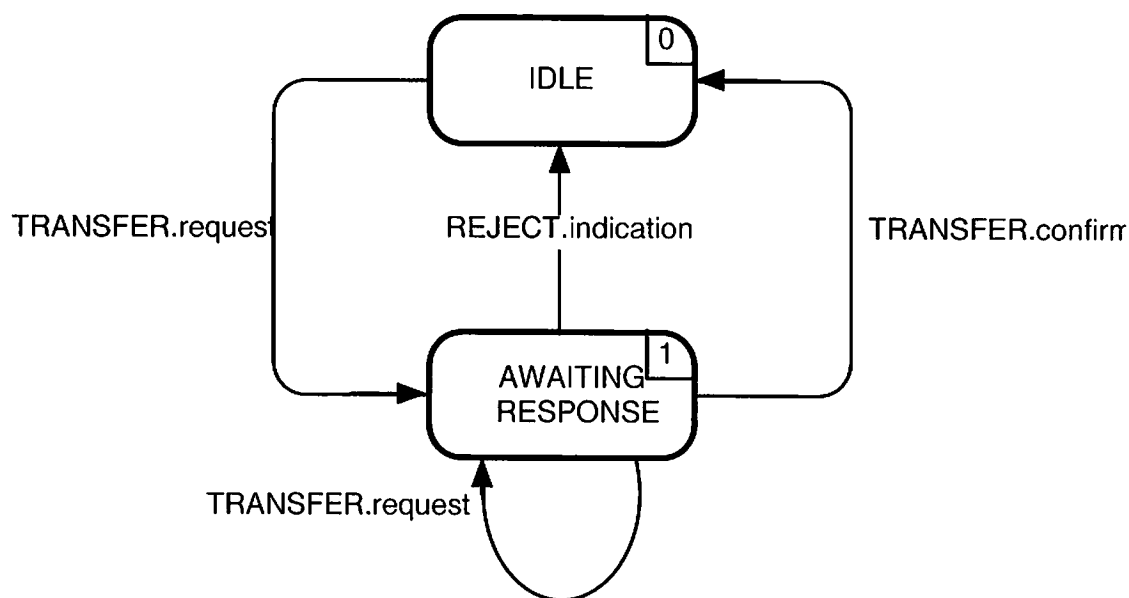 0
IDLE
TRANSFER.request
REJECT.indication
TRANSFER.confirm
1
AWAITING
RESPONSE
TRANSFER.request